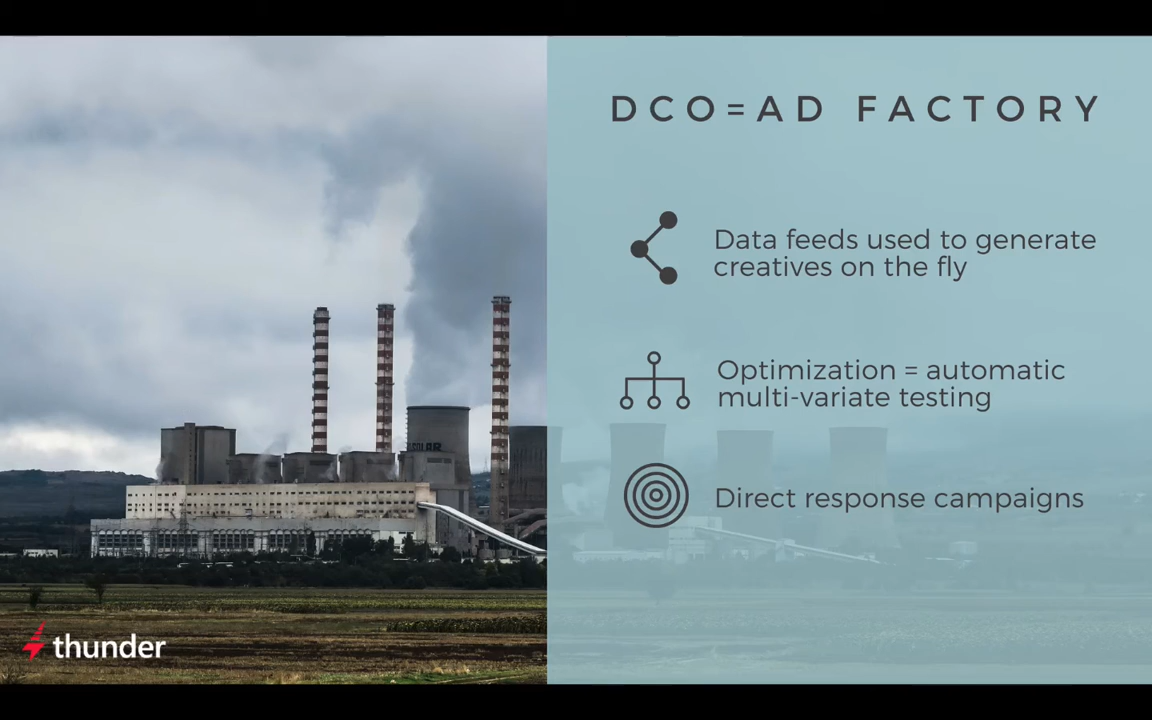 DCO=AD FACTORY
Data feeds used to generate
creatives on the fly
Optimization = automatic
multi-variate testing
Direct response campaigns
SOLAR
thunder